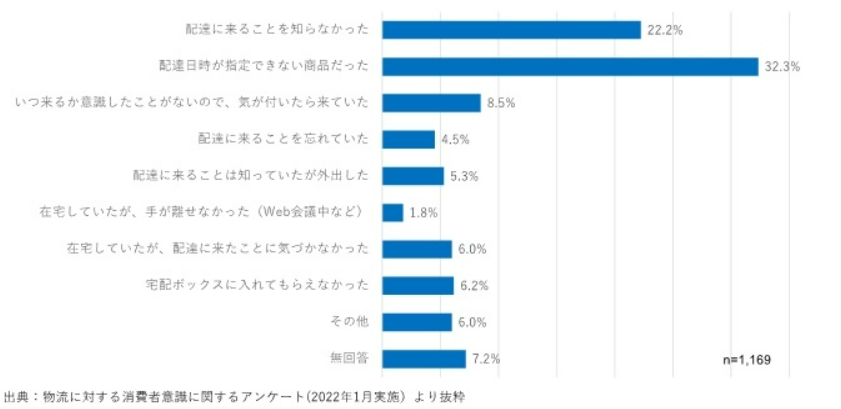 配達に来ることを知らなかった 22.2%
配達日時が指定できない商品だった 32.3%
いつ来るか意識したことがないので、気が付いたら来ていた 8.5%
配達に来ることを忘れていた 4.5%
配達に来ることは知っていたが外出した 5.3%
在宅していたが、手が離せなかった（Web会議中など） 1.8%
在宅していたが、配達に来たことに気づかなかった 6.0%
宅配ボックスに入れてもらえなかった 6.2%
その他 6.0%
無回答 7.2%
n=1,169
出典：物流に対する消費者意識に関するアンケート(2022年1月実施）より抜粋